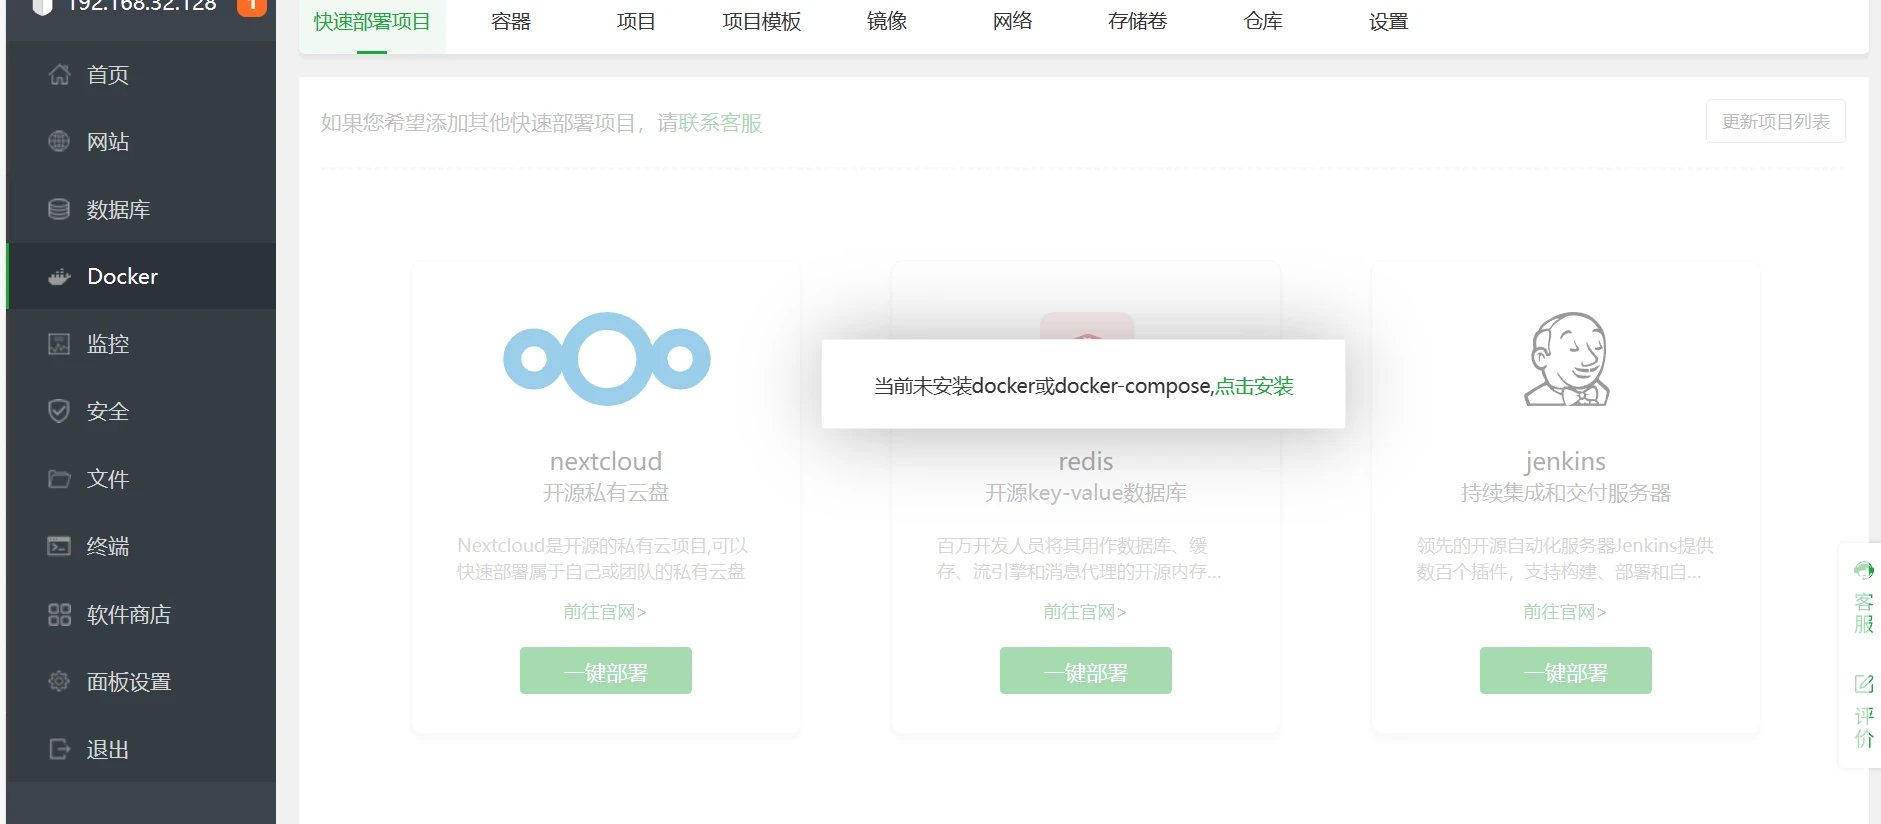 192.168.32.128 1
首页
网站
数据库
Docker
监控
安全
文件
终端
软件商店
面板设置
退出
快速部署项目 容器 项目 项目模板 镜像 网络 存储卷 仓库 设置
如果您希望添加其他快速部署项目，请联系客服
更新项目列表
当前未安装docker或docker-compose,点击安装
nextcloud
开源私有云盘
Nextcloud是开源的私有云项目,可以
快速部署属于自己或团队的私有云盘
前往官网>
一键部署
redis
开源key-value数据库
百万开发人员将其用作数据库、缓
存、流引擎和消息代理的开源内存...
前往官网>
一键部署
jenkins
持续集成和交付服务器
领先的开源自动化服务器Jenkins提供
数百个插件，支持构建、部署和自...
前往官网>
一键部署
客
服
评
价